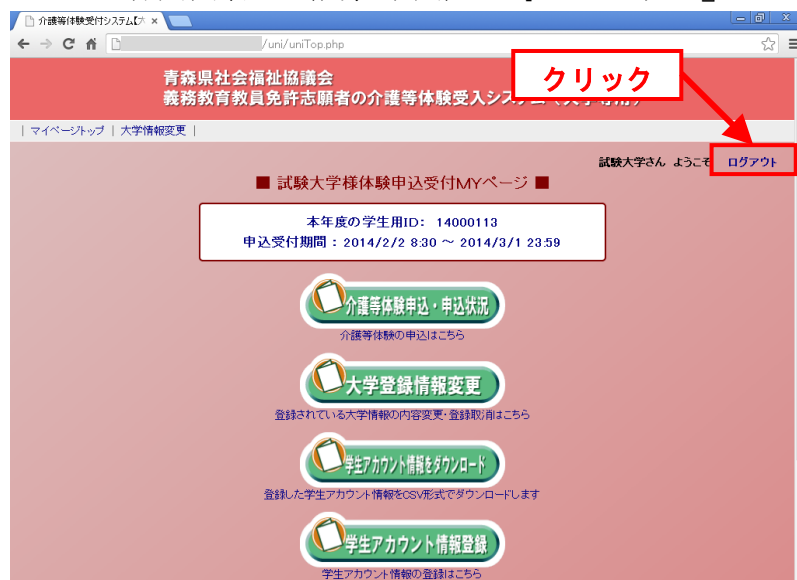 介護等体験受付システム【大
/uni/uniTop.php
青森県社会福祉協議会
義務教育教員免許志願者の介護等体験受入シス
クリック
| マイページトップ | 大学情報変更 |
試験大学さん ようこそ ログアウト
■ 試験大学様体験申込受付MYページ ■
本年度の学生用ID: 14000113
申込受付期間：2014/2/2 8:30 ～ 2014/3/1 23:59
介護等体験申込・申込状況
介護等体験の申込はこちら
大学登録情報変更
登録されている大学情報の内容変更・登録取消はこちら
学生アカウント情報をダウンロード
登録した学生アカウント情報をCSV形式でダウンロードします
学生アカウント情報登録
学生アカウント情報の登録はこちら